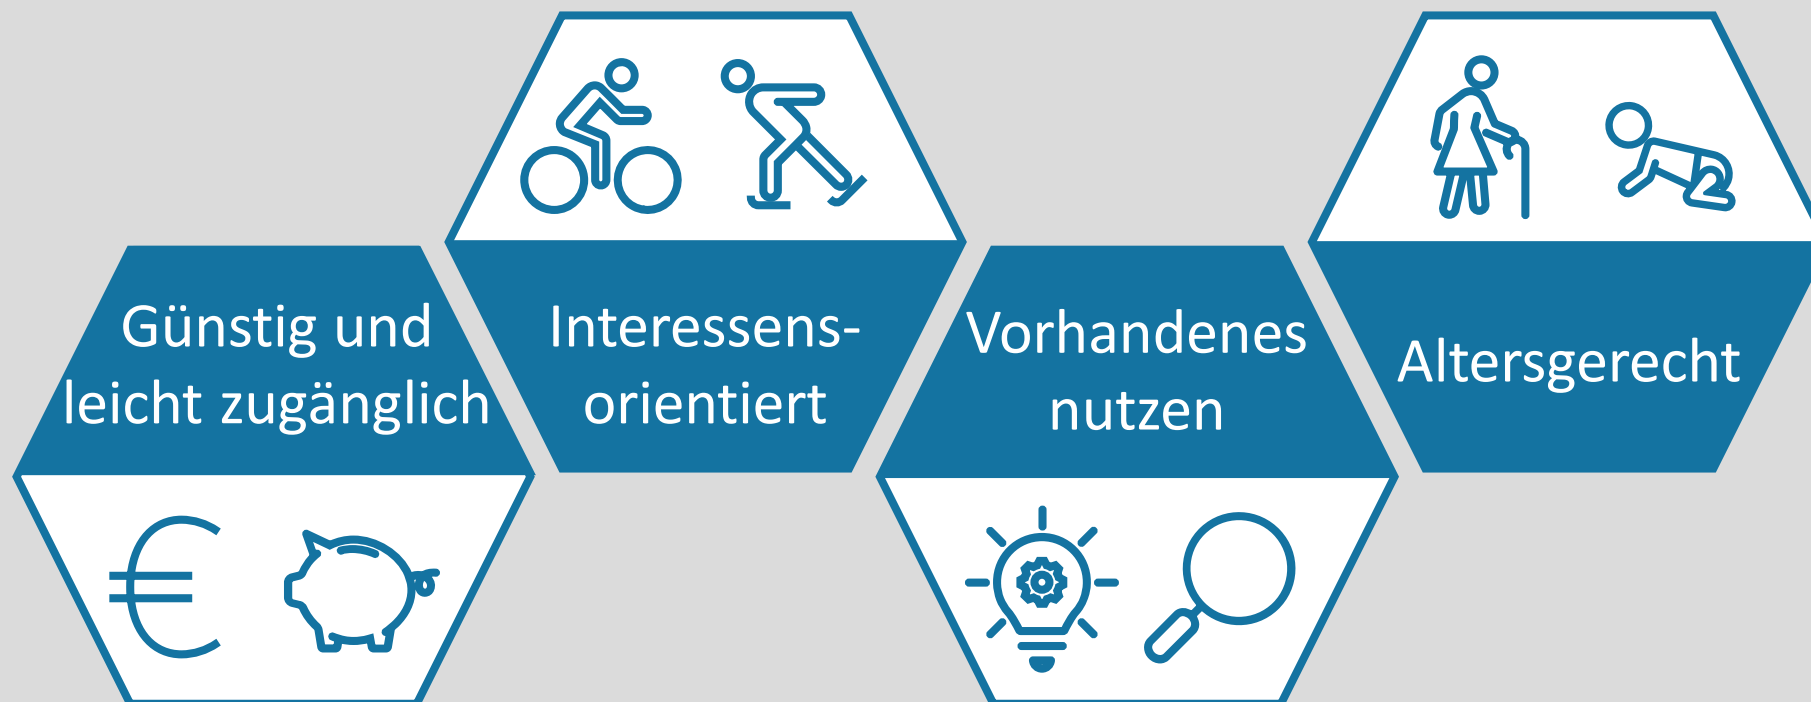 Günstig und
leicht zugänglich
Interessens-
orientiert
Vorhandenes
nutzen
Altersgerecht